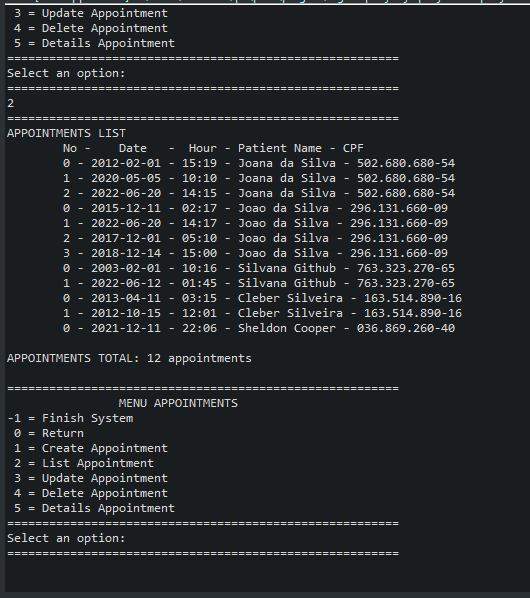 3 = Update Appointment
 4 = Delete Appointment
 5 = Details Appointment
========================================================
Select an option:
========================================================
2
========================================================
APPOINTMENTS LIST
        No -    Date   -  Hour - Patient Name - CPF
        0 - 2012-02-01 - 15:19 - Joana da Silva - 502.680.680-54
        1 - 2020-05-05 - 10:10 - Joana da Silva - 502.680.680-54
        2 - 2022-06-20 - 14:15 - Joana da Silva - 502.680.680-54
        0 - 2015-12-11 - 02:17 - Joao da Silva - 296.131.660-09
        1 - 2022-06-20 - 14:17 - Joao da Silva - 296.131.660-09
        2 - 2017-12-01 - 05:10 - Joao da Silva - 296.131.660-09
        3 - 2018-12-14 - 15:00 - Joao da Silva - 296.131.660-09
        0 - 2003-02-01 - 10:16 - Silvana Github - 763.323.270-65
        1 - 2022-06-12 - 01:45 - Silvana Github - 763.323.270-65
        0 - 2013-04-11 - 03:15 - Cleber Silveira - 163.514.890-16
        1 - 2012-10-15 - 12:01 - Cleber Silveira - 163.514.890-16
        0 - 2021-12-11 - 22:06 - Sheldon Cooper - 036.869.260-40

APPOINTMENTS TOTAL: 12 appointments

========================================================
                MENU APPOINTMENTS
-1 = Finish System
 0 = Return
 1 = Create Appointment
 2 = List Appointment
 3 = Update Appointment
 4 = Delete Appointment
 5 = Details Appointment
========================================================
Select an option:
========================================================